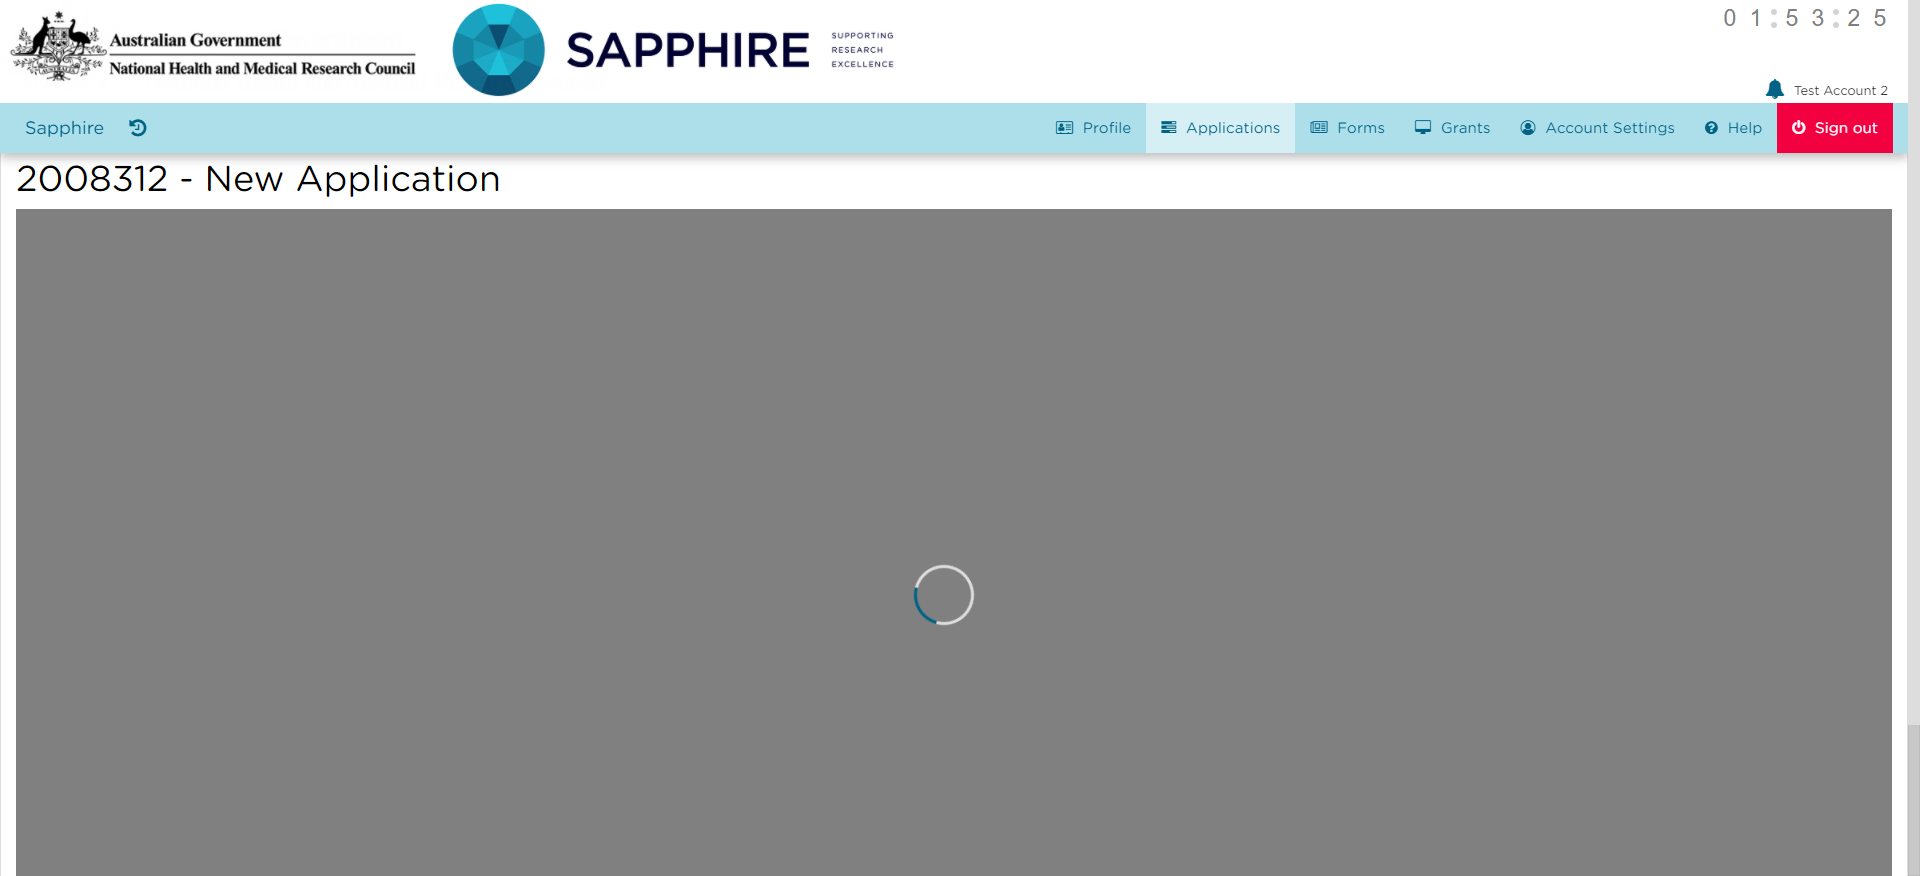 Australian Government
National Health and Medical Research Council
SAPPHIRE
SUPPORTING
RESEARCH
EXCELLENCE
01:53:25
Test Account 2
Sapphire
Profile
Applications
Forms
Grants
Account Settings
Help
Sign out
2008312 - New Application